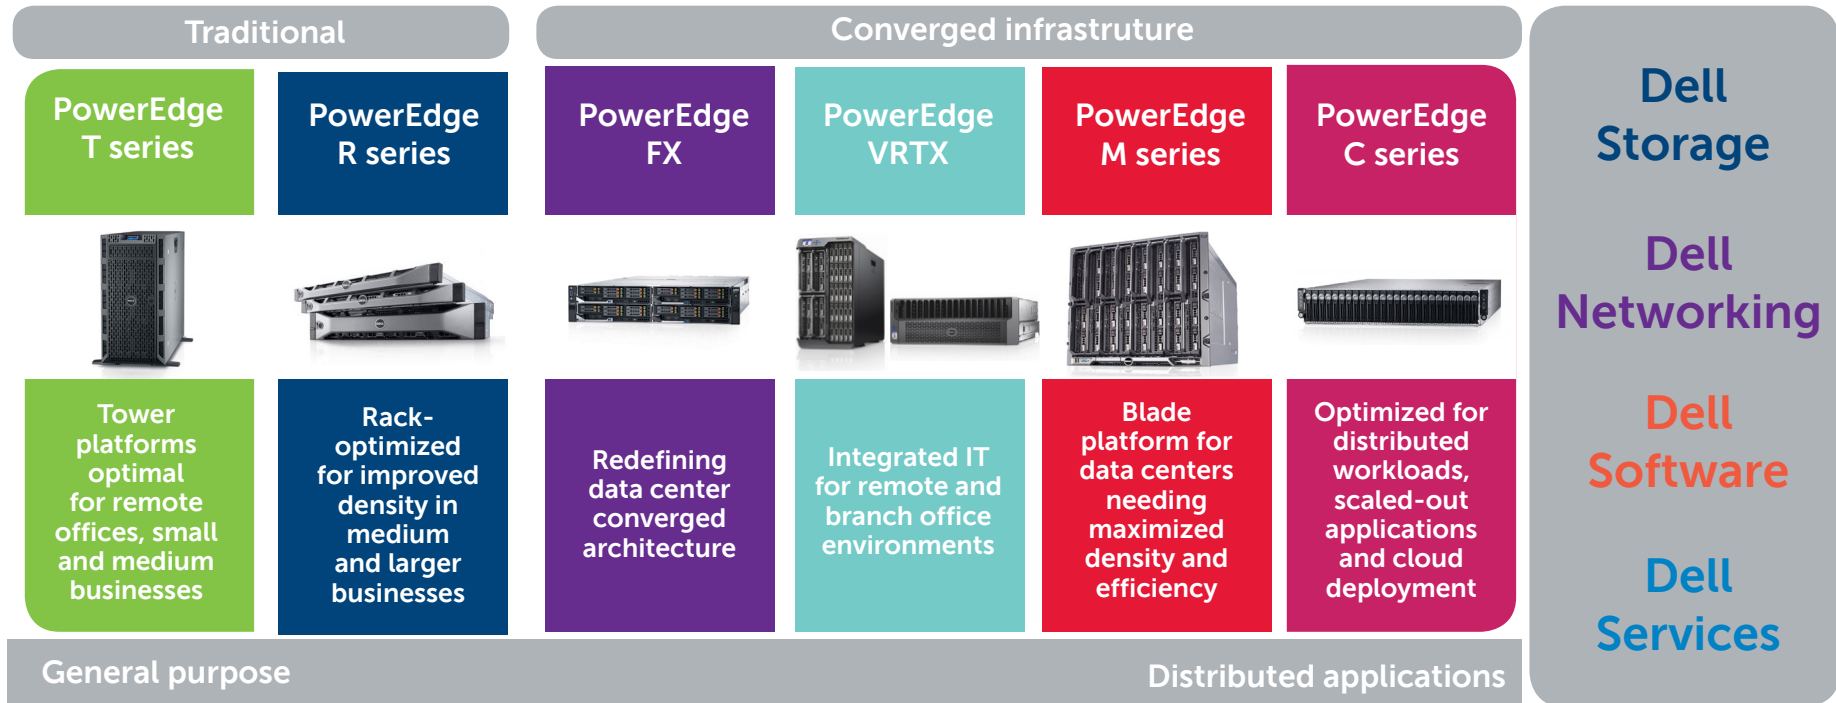 Traditional
Converged infrastruture
PowerEdge
T series
PowerEdge
R series
PowerEdge
FX
PowerEdge
VRTX
PowerEdge
M series
PowerEdge
C series
Tower
platforms
optimal
for remote
offices, small
and medium
businesses
Rack-
optimized
for improved
density in
medium
and larger
businesses
Redefining
data center
converged
architecture
Integrated IT
for remote and
branch office
environments
Blade
platform for
data centers
needing
maximized
density and
efficiency
Optimized for
distributed
workloads,
scaled-out
applications
and cloud
deployment
General purpose
Distributed applications
Dell
Storage
Dell
Networking
Dell
Software
Dell
Services